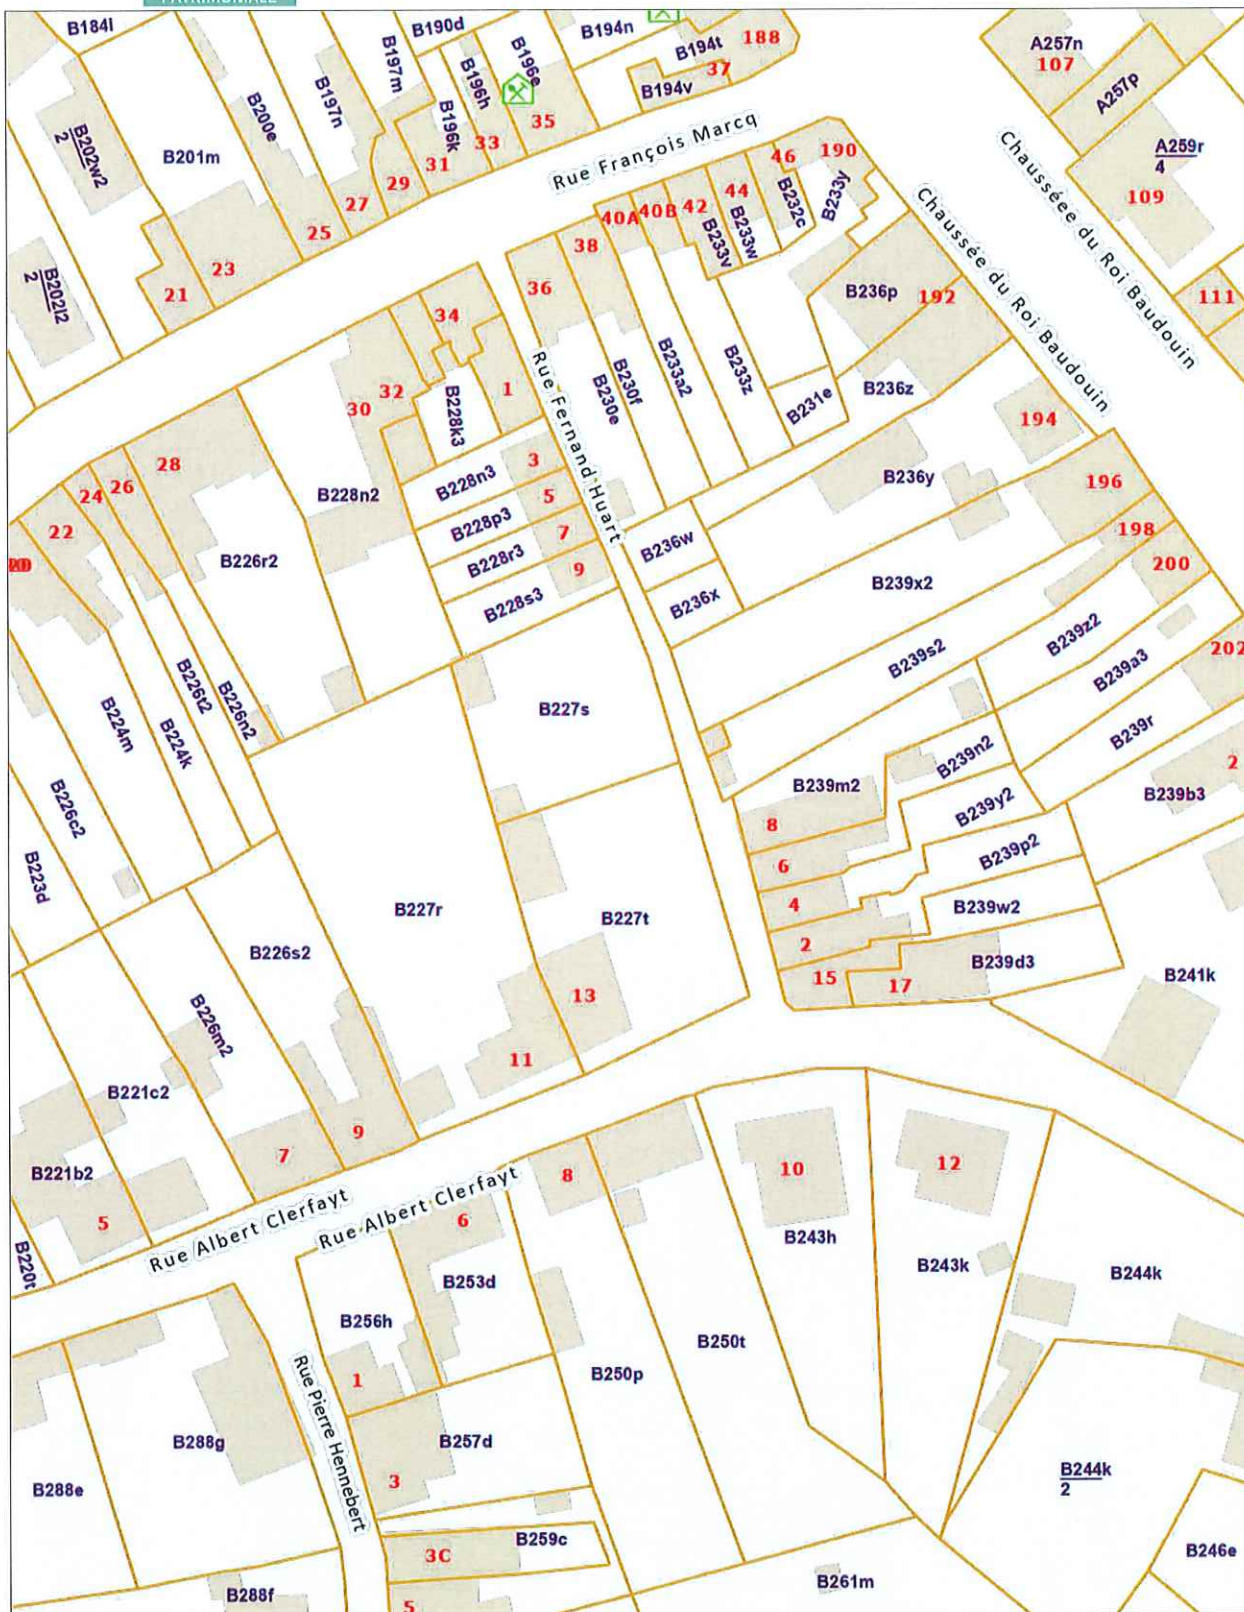 PATRIMONIALE
B184l
B190d
B194n
B194t
188
A257n
107
B197m
B196e
37
B194v
A257p
B200e
B197n
B196h
B196k
35
33
31
29
27
25
B202w2
2
B201m
Rue François Marcq
46
190
A259r
4
109
Chausséee du Roi Baudouin
Chaussée du Roi Baudouin
40A
40B
42
44
B232c
B233y
B233w
B233v
38
36
23
21
B202l2
2
B236p
192
111
34
32
30
1
B228k3
Rue Fernand Huart
B230f
B230e
B233a2
B233z
B231e
B236z
194
28
26
24
22
20
B228n2
B228n3
3
B228p3
5
B228r3
7
B228s3
9
B226r2
B236y
196
198
200
B236w
B236x
B239x2
B239s2
B239z2
B239a3
202
B239r
B224m
B226t2
B224k
B226n2
B227s
B239n2
B239m2
B239y2
B239b3
2
8
6
B239p2
4
B239w2
2
B239d3
15
17
B226c2
B223d
B227r
B227t
B226s2
13
11
B241k
B226m2
B221c2
B221b2
9
7
5
8
10
12
Rue Albert Clerfayt
Rue Albert Clerfayt
6
B220t
B253d
B243h
B243k
B244k
B256h
1
B250t
B250p
Rue Pierre Hennebert
B288g
B257d
3
B288e
B244k
2
3C
B259c
B246e
B288f
B261m
5